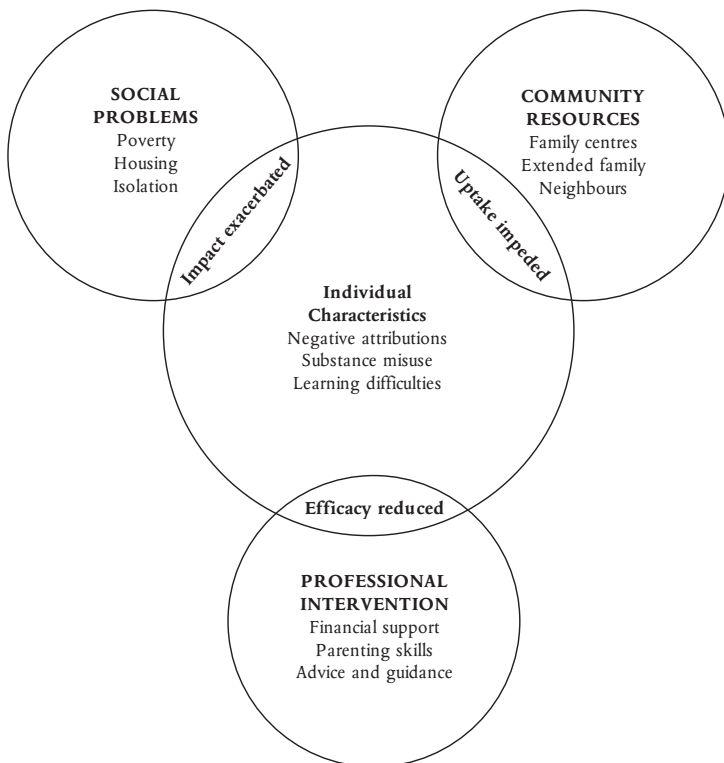 SOCIAL
PROBLEMS
Poverty
Housing
Isolation
COMMUNITY
RESOURCES
Family centres
Extended family
Neighbours
Impact exacerbated
Uptake impeded
Individual
Characteristics
Negative attributions
Substance misuse
Learning difficulties
Efficacy reduced
PROFESSIONAL
INTERVENTION
Financial support
Parenting skills
Advice and guidance